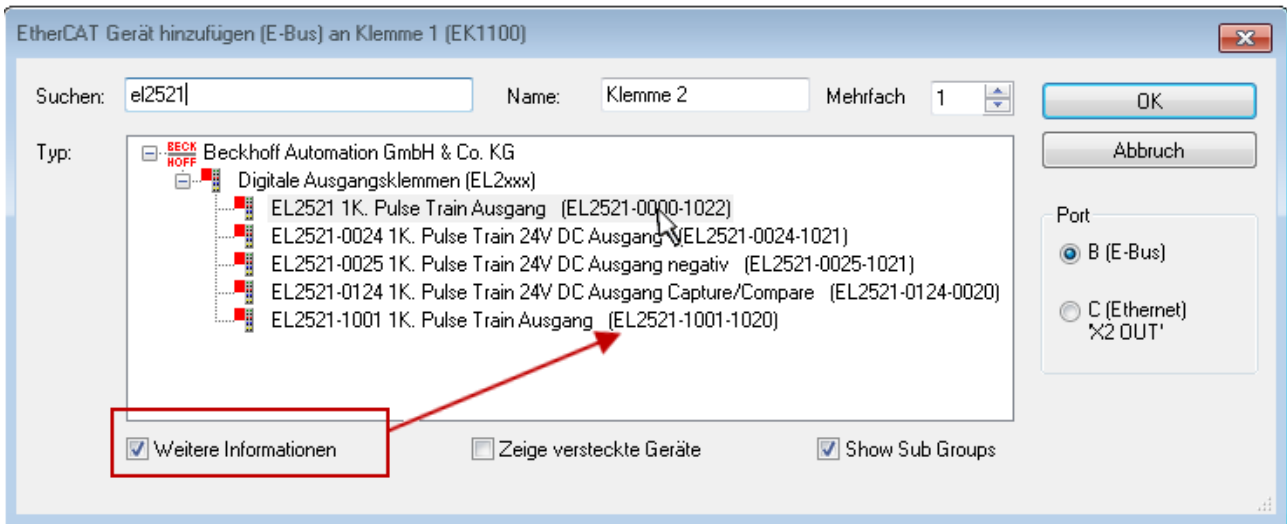 EtherCAT Gerät hinzufügen (E-Bus) an Klemme 1 (EK1100)
Suchen: el2521 Name: Klemme 2 Mehrfach 1 OK
Typ: BECKHOFF Beckhoff Automation GmbH & Co. KG Abbruch
Digitale Ausgangsklemmen (EL2xxx)
EL2521 1K. Pulse Train Ausgang (EL2521-0000-1022)
Port
EL2521-0024 1K. Pulse Train 24V DC Ausgang (EL2521-0024-1021)
B (E-Bus)
EL2521-0025 1K. Pulse Train 24V DC Ausgang negativ (EL2521-0025-1021)
EL2521-0124 1K. Pulse Train 24V DC Ausgang Capture/Compare (EL2521-0124-0020)
C (Ethernet)
EL2521-1001 1K. Pulse Train Ausgang (EL2521-1001-1020)
'X2 OUT'
Weitere Informationen Zeige versteckte Geräte Show Sub Groups